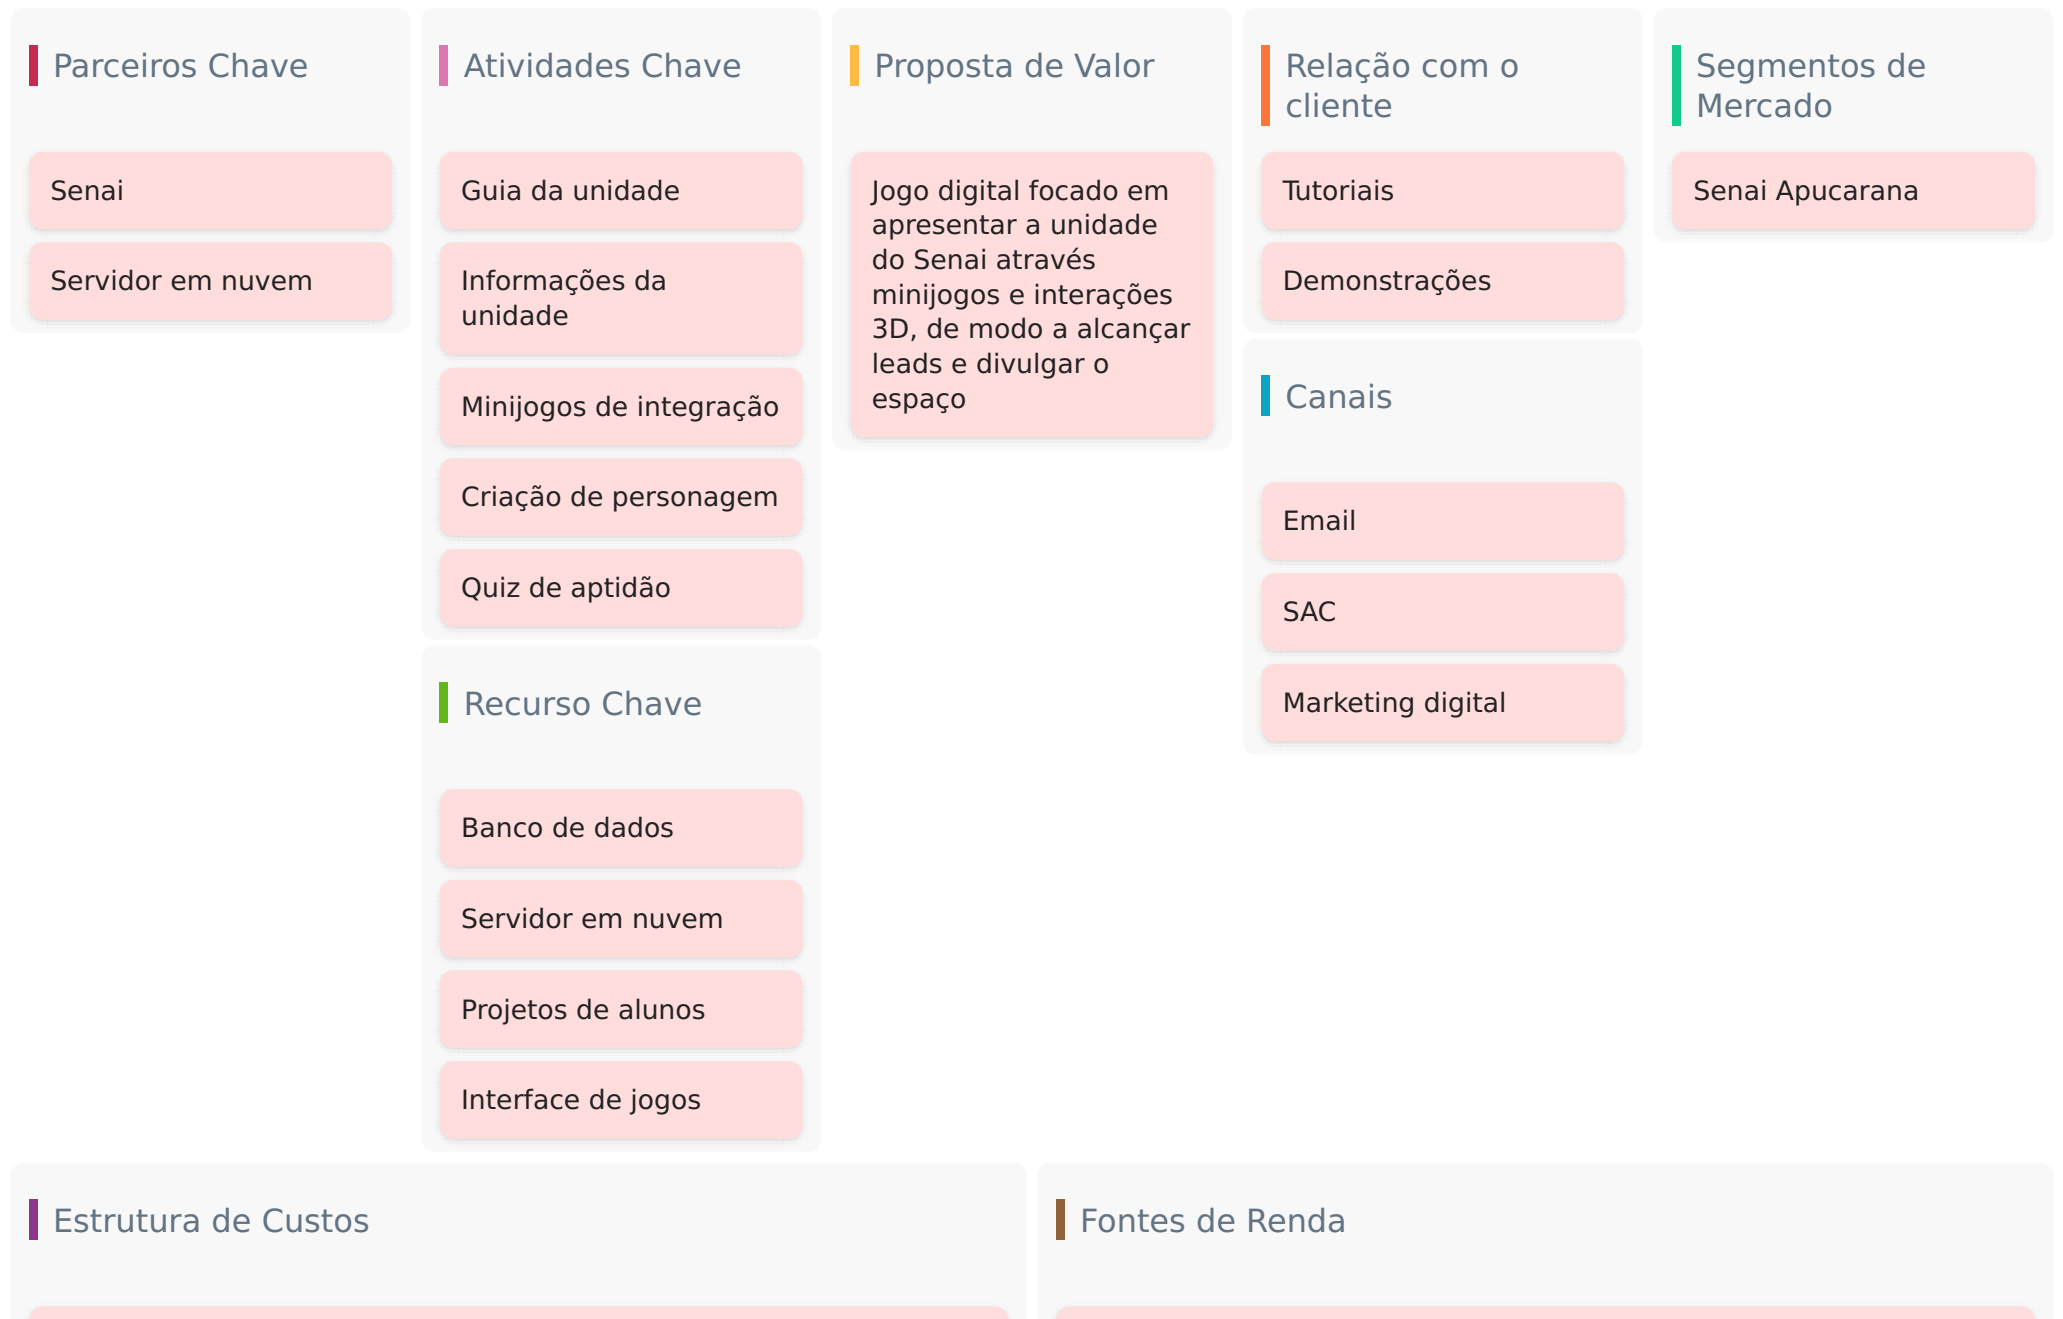 Parceiros Chave
Senai
Servidor em nuvem
Atividades Chave
Guia da unidade
Informações da
unidade
Minijogos de integração
Criação de personagem
Quiz de aptidão
Recurso Chave
Banco de dados
Servidor em nuvem
Projetos de alunos
Interface de jogos
Proposta de Valor
Jogo digital focado em
apresentar a unidade
do Senai através
minijogos e interações
3D, de modo a alcançar
leads e divulgar o
espaço
Relação com o
cliente
Tutoriais
Demonstrações
Canais
Email
SAC
Marketing digital
Segmentos de
Mercado
Senai Apucarana
Estrutura de Custos
Fontes de Renda